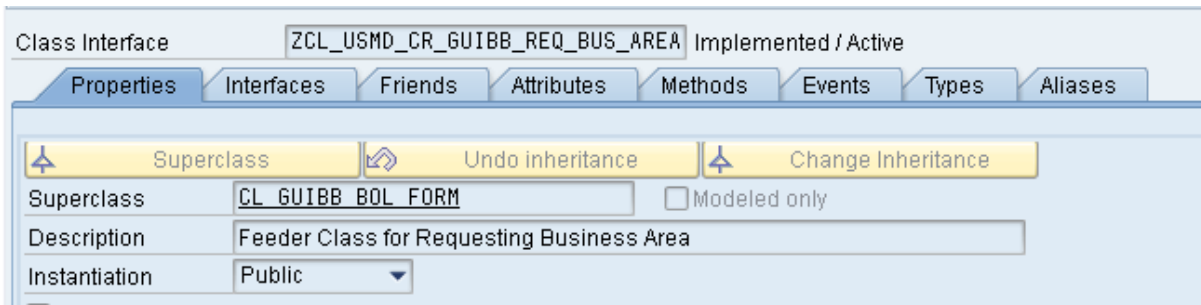 Class Interface ZCL_USMD_CR_GUIBB_REQ_BUS_AREA Implemented / Active
Properties Interfaces Friends Attributes Methods Events Types Aliases
Superclass Undo inheritance Change Inheritance
Superclass CL_GUIBB_BOL_FORM Modeled only
Description Feeder Class for Requesting Business Area
Instantiation Public